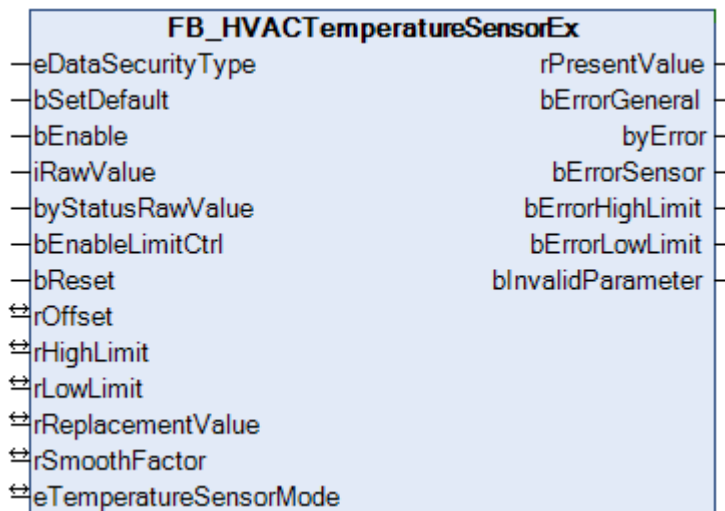 FB_HVACTemperatureSensorEx
eDataSecurityType rPresentValue
bSetDefault bErrorGeneral
bEnable byError
iRawValue bErrorSensor
byStatusRawValue bErrorHighLimit
bEnableLimitCtrl bErrorLowLimit
bReset bInvalidParameter
rOffset
rHighLimit
rLowLimit
rReplacementValue
rSmoothFactor
eTemperatureSensorMode